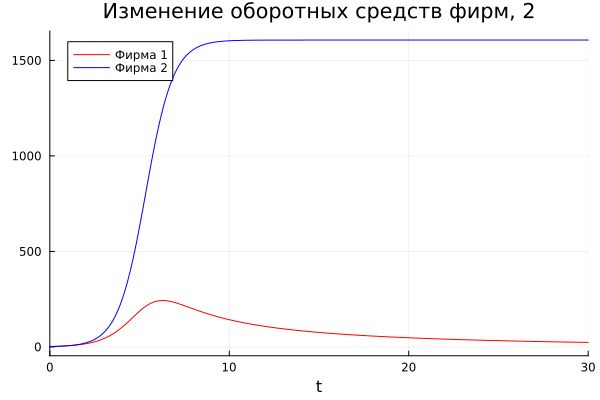 Изменение оборотных средств фирм, 2
Фирма 1
Фирма 2
1500
1000
500
0
0 10 20 30
t